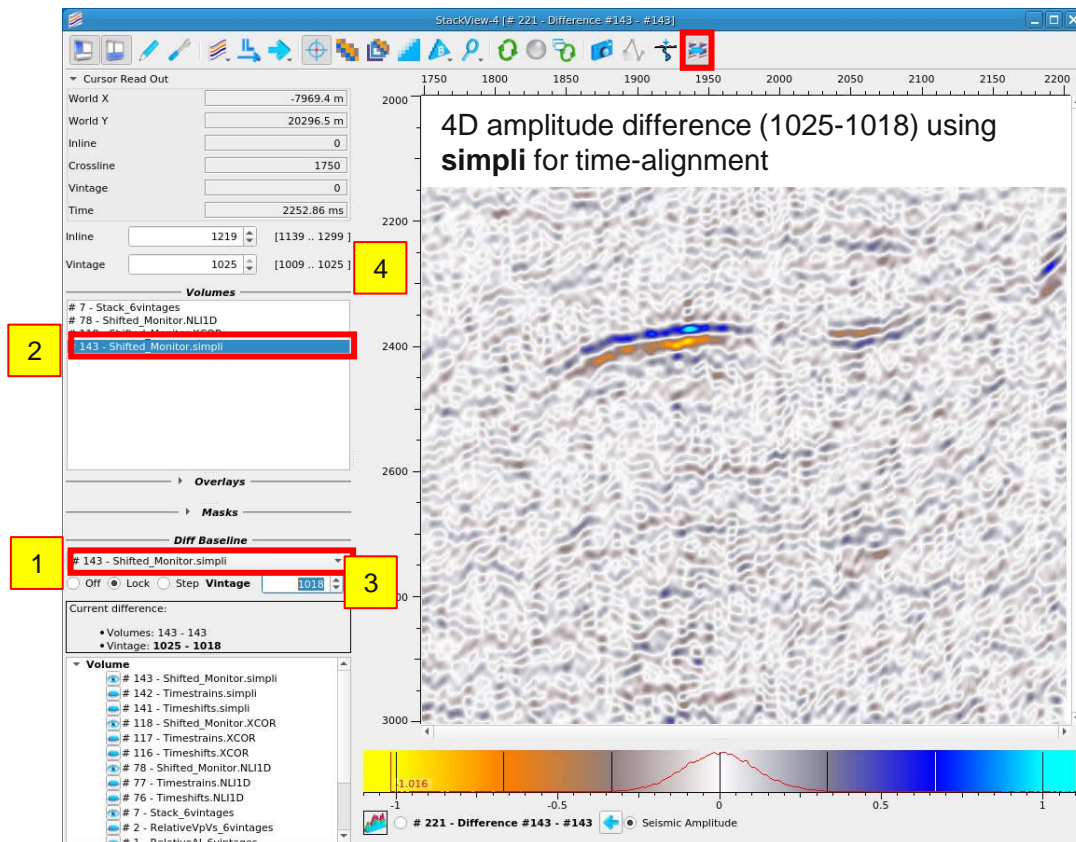 StackView-4 [# 221 - Difference #143 - #143]
Cursor Read Out
World X -7969.4 m
World Y 20296.5 m
Inline 0
Crossline 1750
Vintage 0
Time 2252.86 ms
Inline 1219 [1139 .. 1299 ]
Vintage 1025 [1009 .. 1025 ]
4
Volumes
# 7 - Stack_6vintages
# 78 - Shifted_Monitor.NLI1D
# 118 - Shifted_Monitor.XCOR
2
143 - Shifted_Monitor.simpli
Overlays
Masks
Diff Baseline
1
# 143 - Shifted_Monitor.simpli
Off Lock Step Vintage 1018
3
Current difference:
• Volumes: 143 - 143
• Vintage: 1025 - 1018
Volume
# 143 - Shifted_Monitor.simpli
# 142 - Timestrains.simpli
# 141 - Timeshifts.simpli
# 118 - Shifted_Monitor.XCOR
# 117 - Timestrains.XCOR
# 116 - Timeshifts.XCOR
# 78 - Shifted_Monitor.NLI1D
# 77 - Timestrains.NLI1D
# 76 - Timeshifts.NLI1D
# 7 - Stack_6vintages
# 2 - RelativeVpVs_6vintages
# 1 - RelativeAI_6vintages
1750 1800 1850 1900 1950 2000 2050 2100 2150 2200
2000
4D amplitude difference (1025-1018) using
simpli for time-alignment
2200
2400
2600
3000
-1.016
-1 -0.5 0 0.5 1
# 221 - Difference #143 - #143 Seismic Amplitude